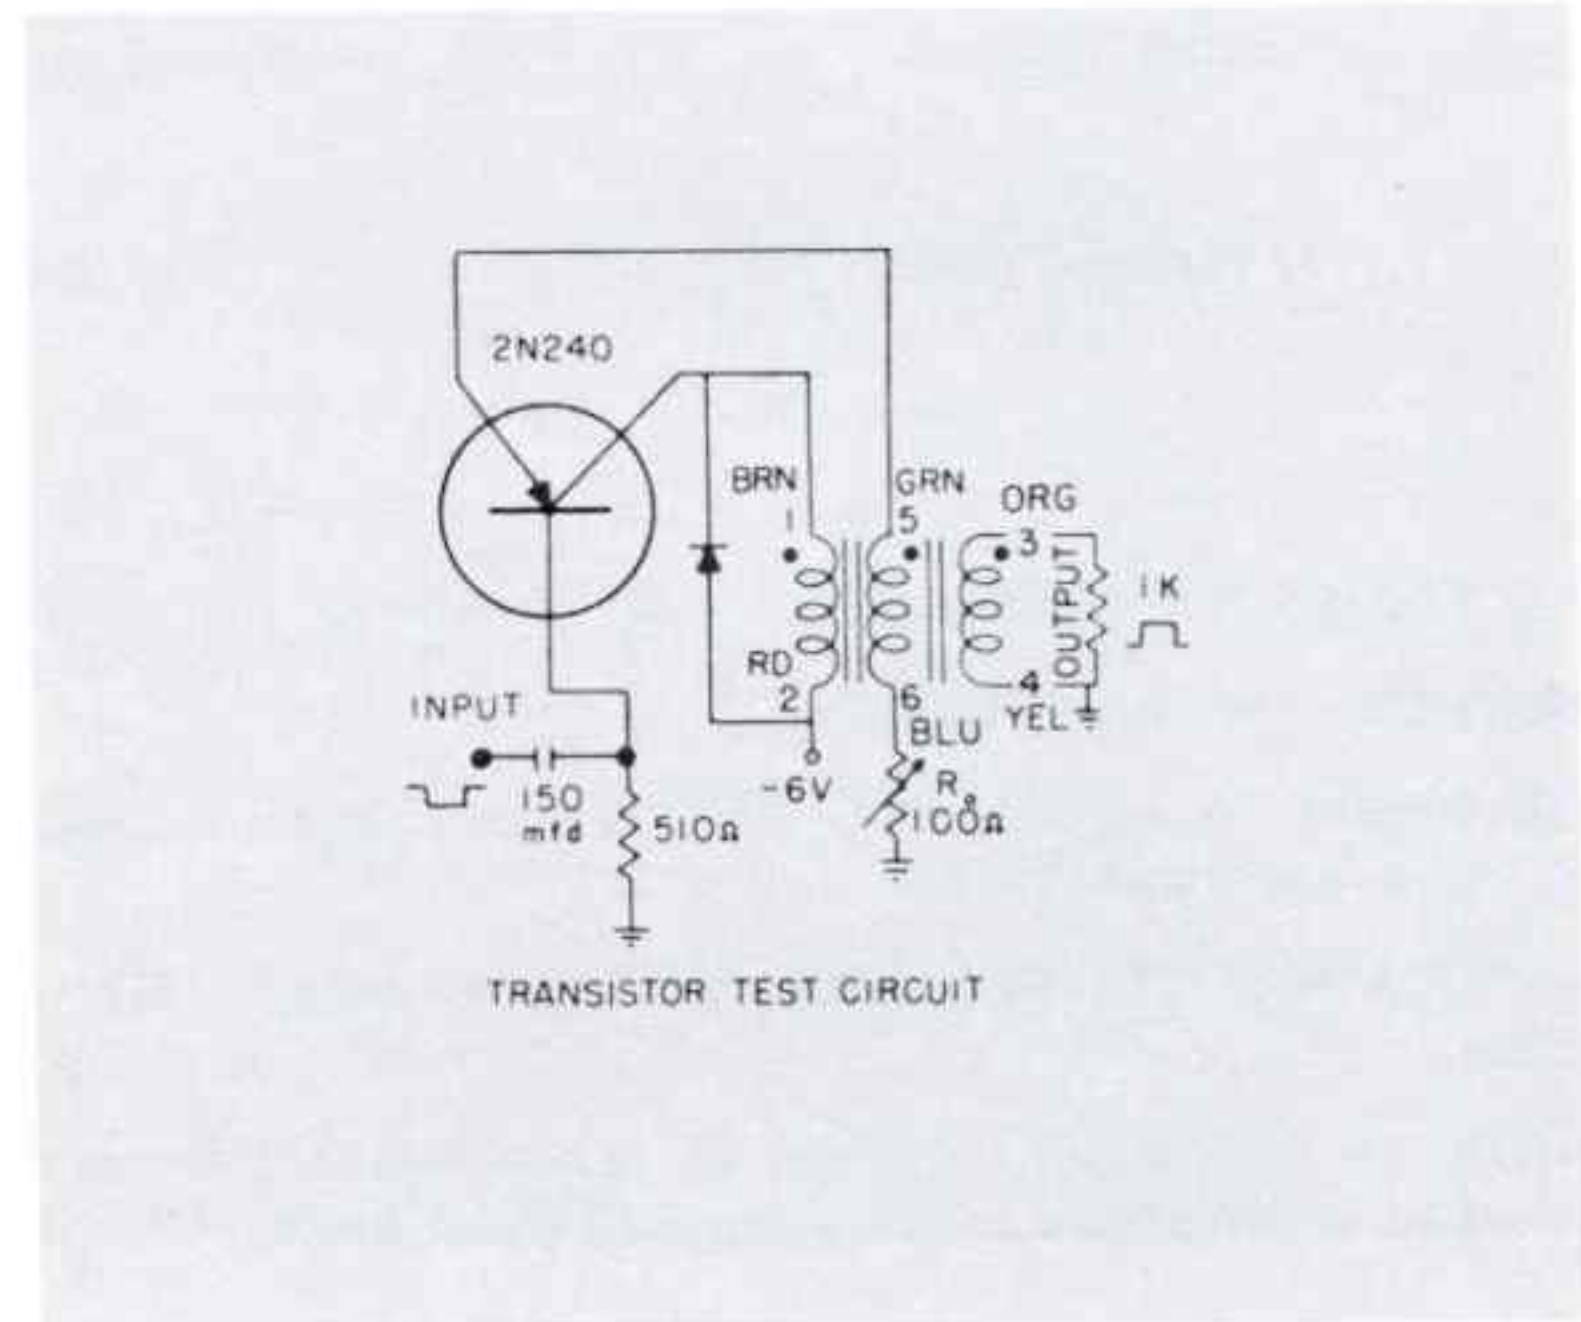 2N240
BRN
GRN
ORG
1
5
3
OUTPUT
1K
RD
2
6
4
YEL
BLU
INPUT
-6V
150
mfd
510Ω
100Ω
TRANSISTOR TEST CIRCUIT